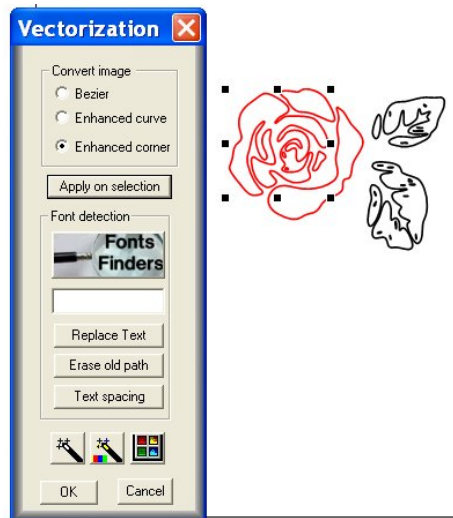 Vectorization
Convert image
Bezier
Enhanced curve
Enhanced corner
Apply on selection
Font detection
Fonts
Finders
Replace Text
Erase old path
Text spacing
OK
Cancel